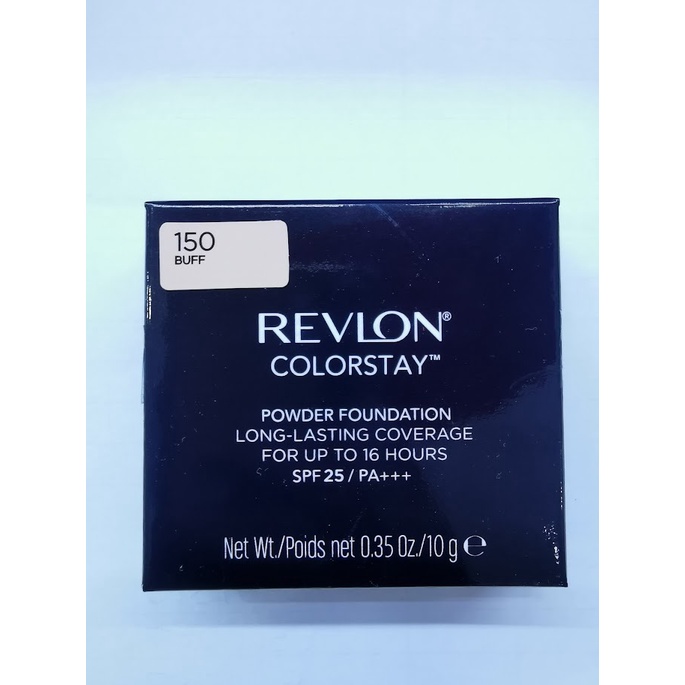 150
BUFF
REVLON®
COLORSTAY™
POWDER FOUNDATION
LONG-LASTING COVERAGE
FOR UP TO 16 HOURS
SPF 25 / PA+++
Net Wt./Poids net 0.35 Oz./10 g ℮